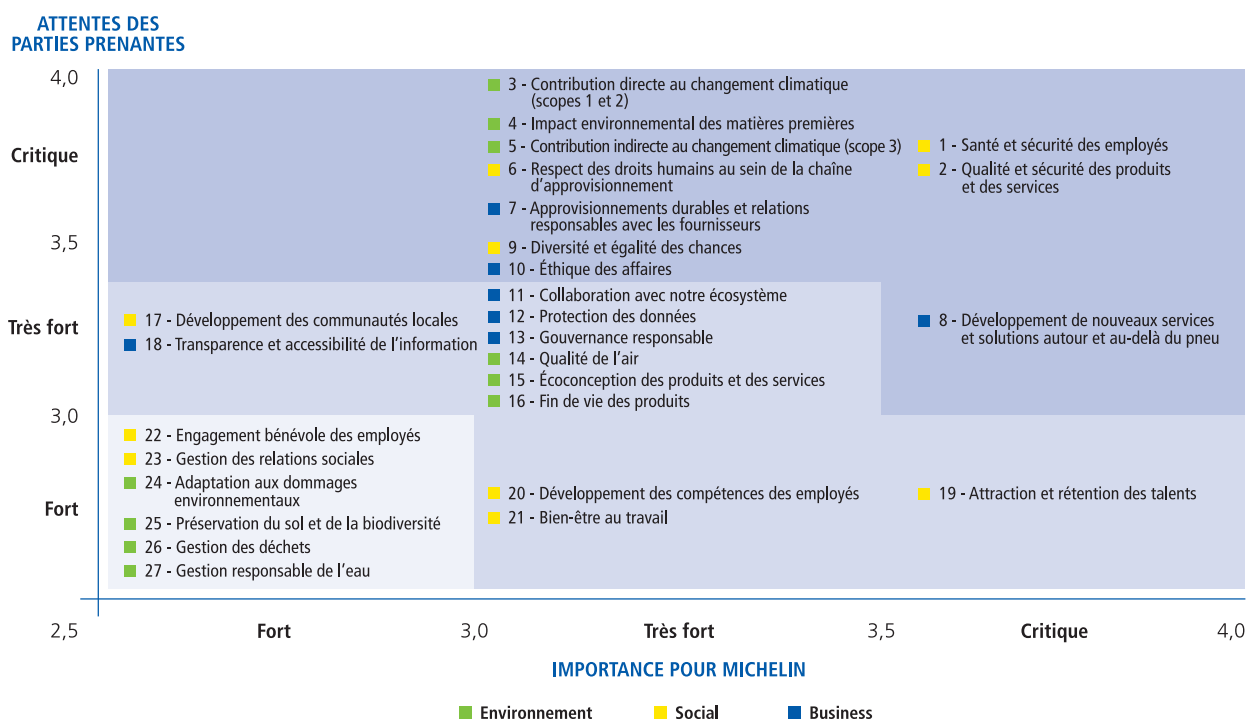 ATTENTES DES
PARTIES PRENANTES
4,0
Critique
3,5
Très fort
3,0
Fort
2,5
3 - Contribution directe au changement climatique
(scopes 1 et 2)
4 - Impact environnemental des matières premières
5 - Contribution indirecte au changement climatique (scope 3)
6 - Respect des droits humains au sein de la chaîne
d’approvisionnement
7 - Approvisionnements durables et relations
responsables avec les fournisseurs
9 - Diversité et égalité des chances
10 - Éthique des affaires
1 - Santé et sécurité des employés
2 - Qualité et sécurité des produits
et des services
17 - Développement des communautés locales
18 - Transparence et accessibilité de l’information
11 - Collaboration avec notre écosystème
12 - Protection des données
13 - Gouvernance responsable
14 - Qualité de l’air
15 - Écoconception des produits et des services
16 - Fin de vie des produits
8 - Développement de nouveaux services
et solutions autour et au-delà du pneu
22 - Engagement bénévole des employés
23 - Gestion des relations sociales
24 - Adaptation aux dommages
environnementaux
25 - Préservation du sol et de la biodiversité
26 - Gestion des déchets
27 - Gestion responsable de l’eau
20 - Développement des compétences des employés
21 - Bien-être au travail
19 - Attraction et rétention des talents
Fort
3,0
Très fort
3,5
Critique
4,0
IMPORTANCE POUR MICHELIN
Environnement
Social
Business